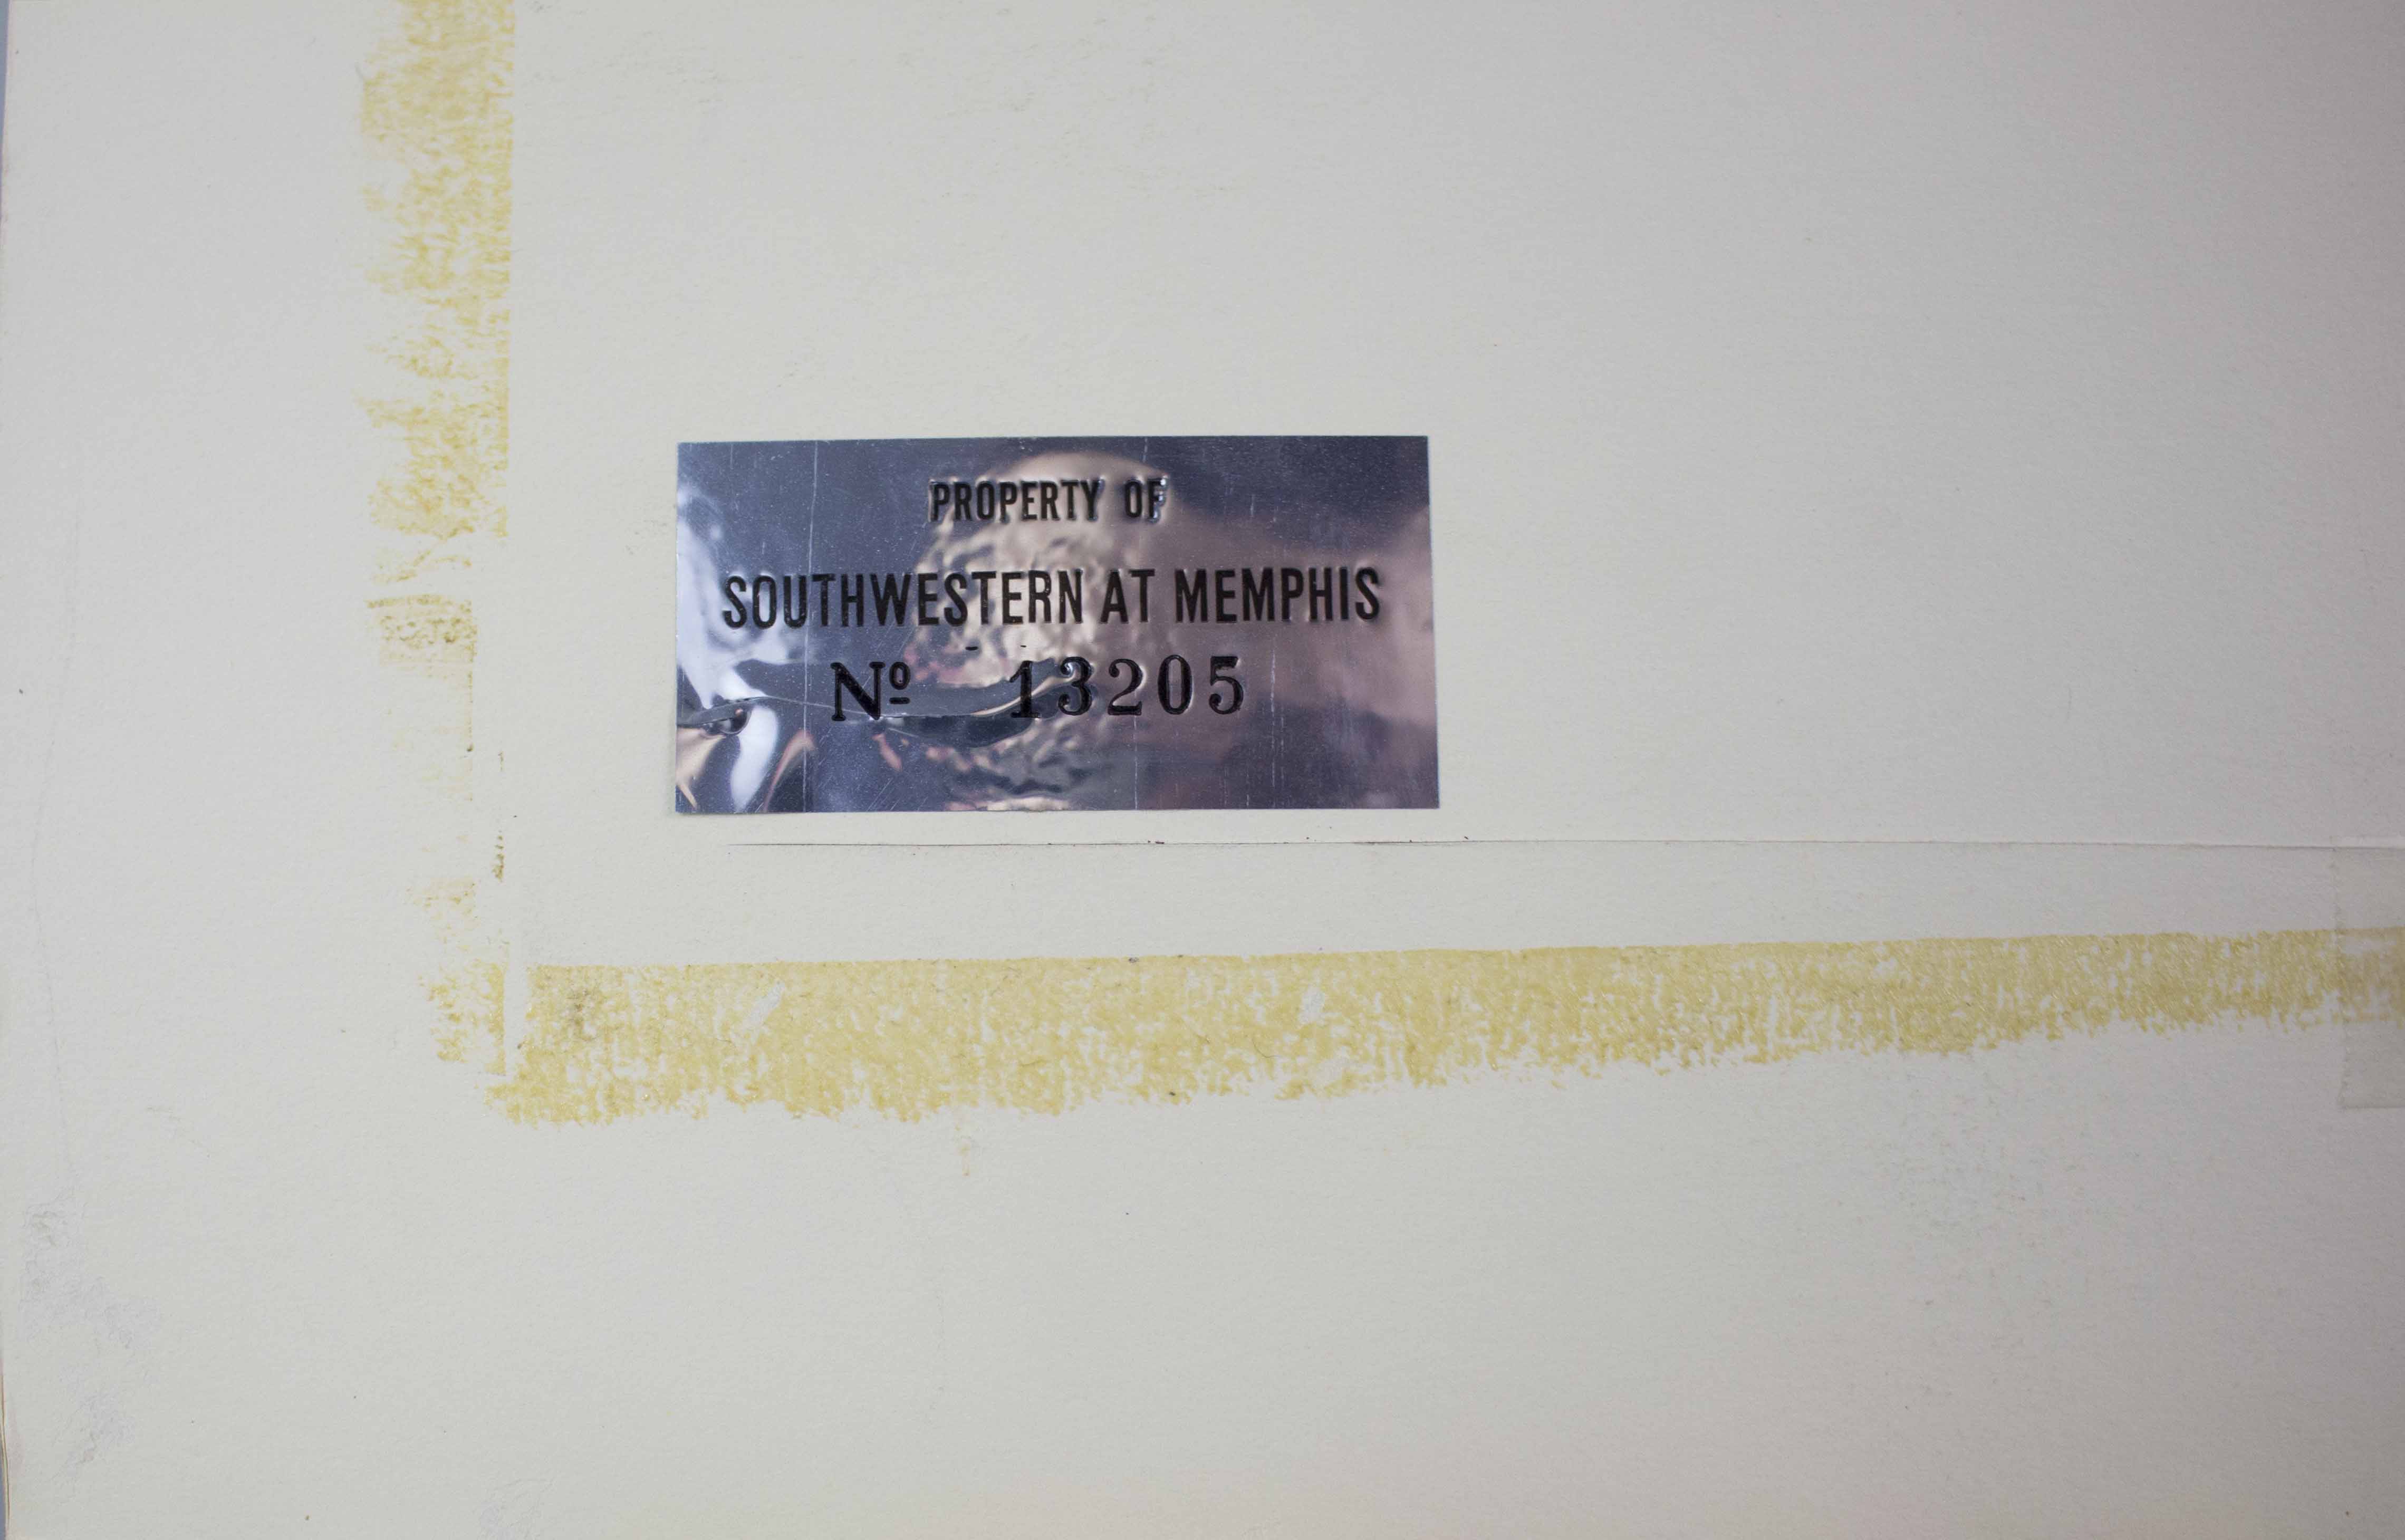 PROPERTY OF
SOUTHWESTERN AT MEMPHIS
Nº 13205